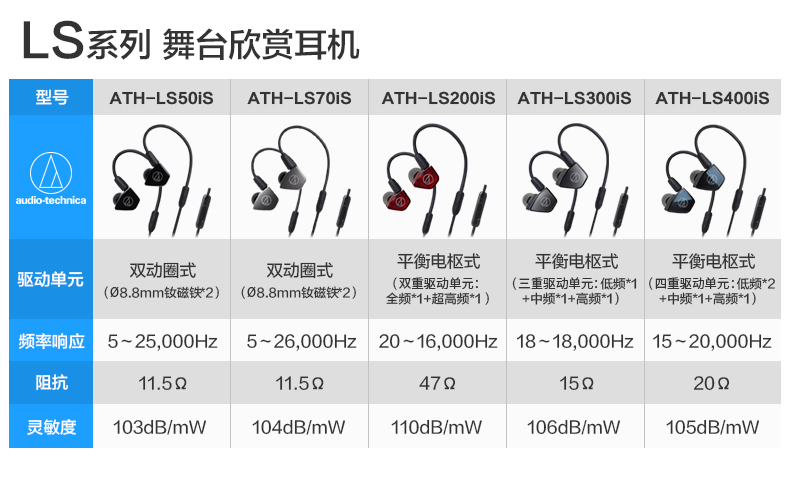 LS系列 舞台欣赏耳机
型号 ATH-LS50iS ATH-LS70iS ATH-LS200iS ATH-LS300iS ATH-LS400iS
audio-technica
驱动单元 双动圈式 双动圈式 平衡电枢式 平衡电枢式 平衡电枢式
(Ø8.8mm钕磁铁*2) (Ø8.8mm钕磁铁*2) (双重驱动单元: (三重驱动单元:低频*1 (四重驱动单元:低频*2
全频*1+超高频*1) +中频*1+高频*1) +中频*1+高频*1)
频率响应 5~25,000Hz 5~26,000Hz 20~16,000Hz 18~18,000Hz 15~20,000Hz
阻抗 11.5Ω 11.5Ω 47Ω 15Ω 20Ω
灵敏度 103dB/mW 104dB/mW 110dB/mW 106dB/mW 105dB/mW